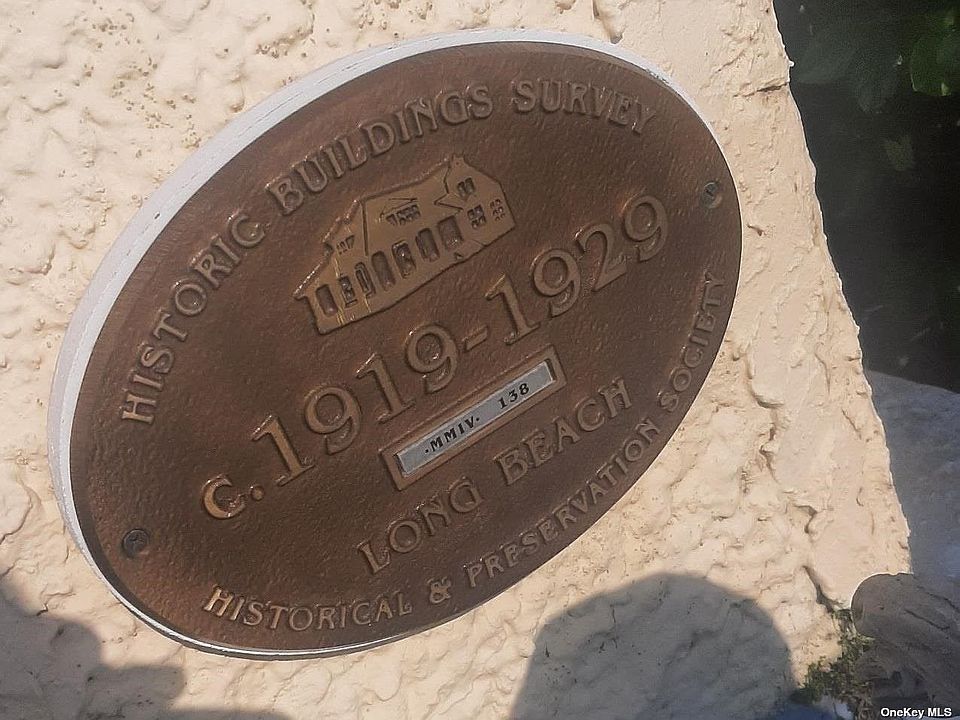 HISTORIC BUILDINGS SURVEY
c. 1919-1929
·MMIV· 138
LONG BEACH
HISTORICAL & PRESERVATION SOCIETY
OneKey MLS